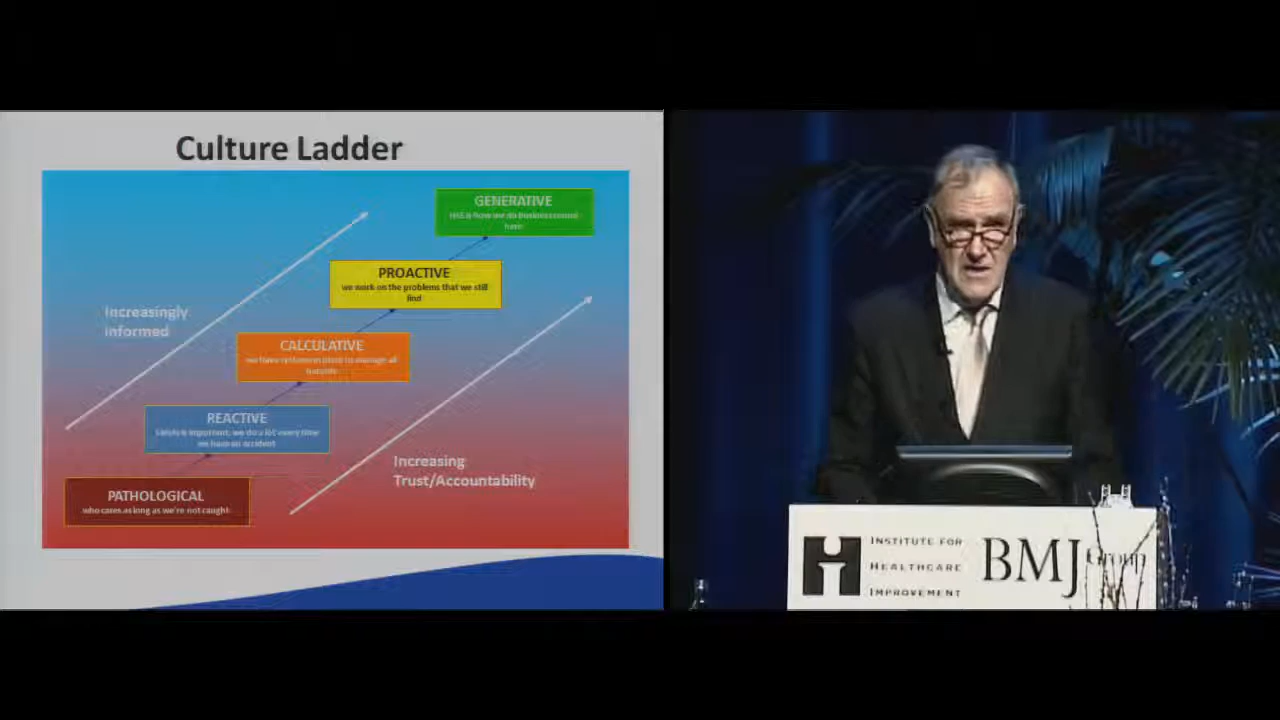 Culture Ladder
GENERATIVE
HSE is how we do business round
here
PROACTIVE
we work on the problems that we still
find
Increasingly
informed
CALCULATIVE
we have systems in place to manage all
hazards
REACTIVE
Safety is important, we do a lot every time
we have an accident
Increasing
Trust/Accountability
PATHOLOGICAL
who cares as long as we're not caught
INSTITUTE FOR
HEALTHCARE
IMPROVEMENT
BMJ Group